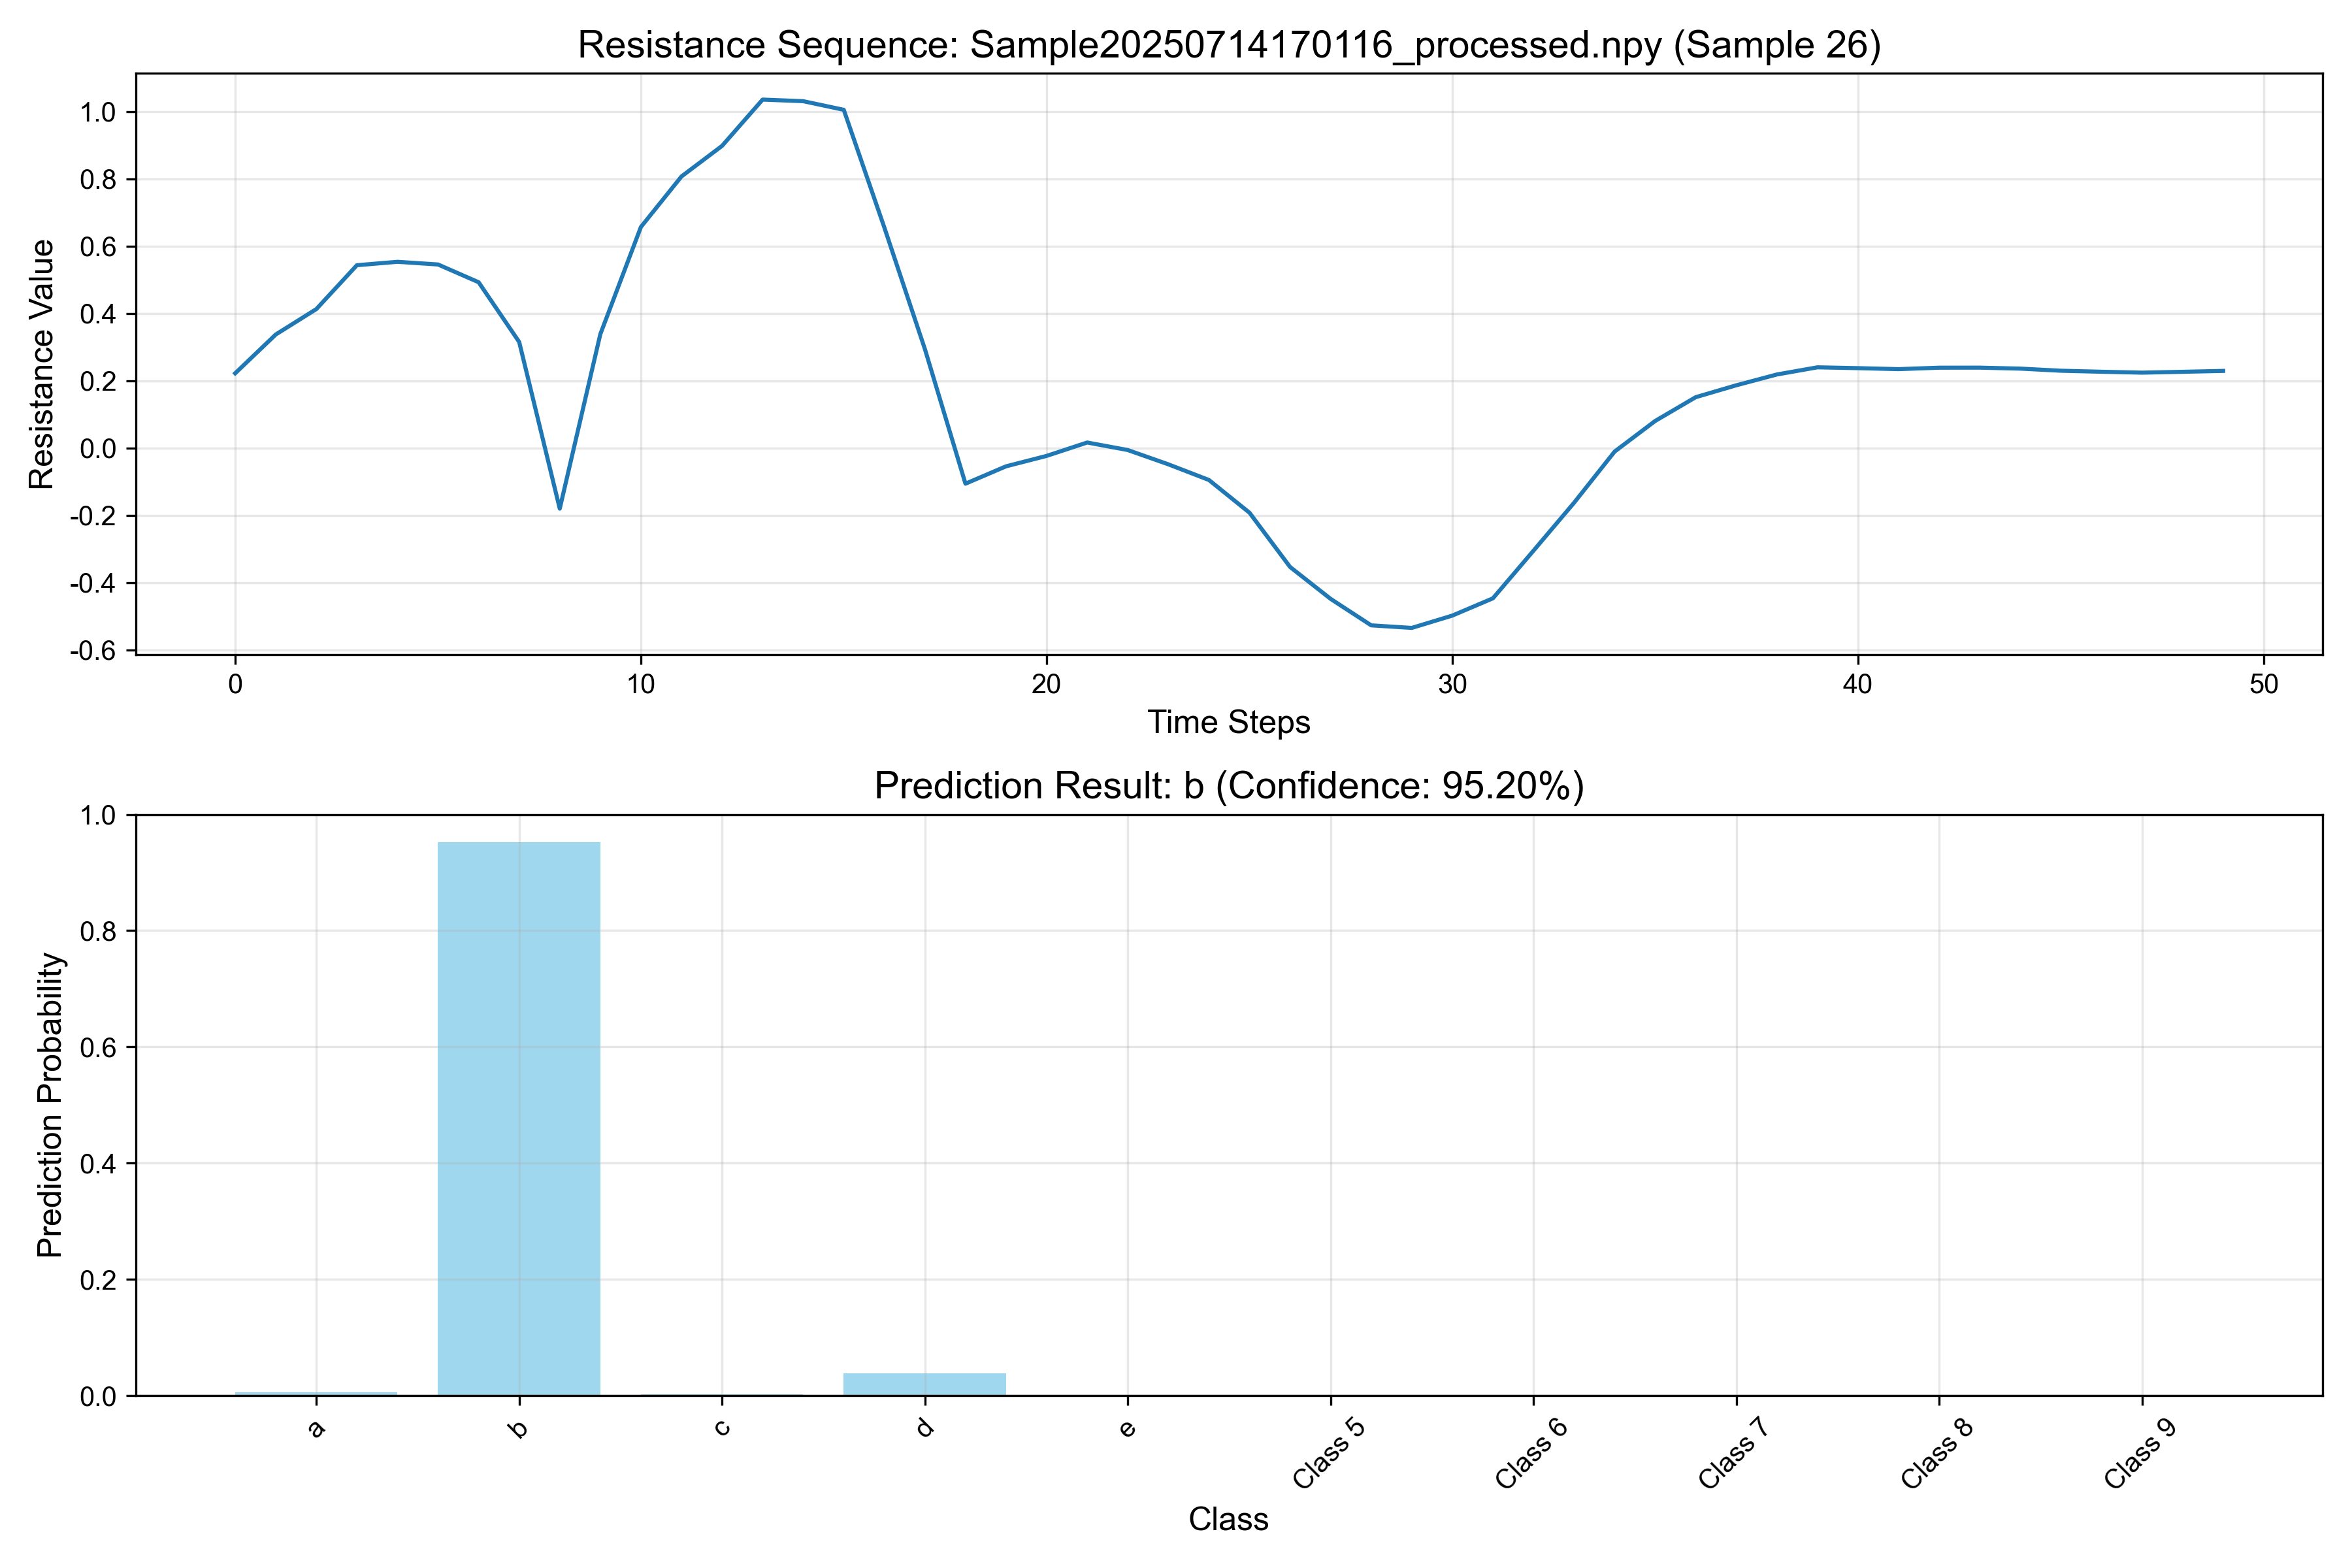 Resistance Sequence: Sample20250714170116_processed.npy (Sample 26)
Resistance Value
1.0
0.8
0.6
0.4
0.2
0.0
-0.2
-0.4
-0.6
0 10 20 30 40 50
Time Steps
Prediction Result: b (Confidence: 95.20%)
Prediction Probability
1.0
0.8
0.6
0.4
0.2
0.0
a b c d e Class 5 Class 6 Class 7 Class 8 Class 9
Class